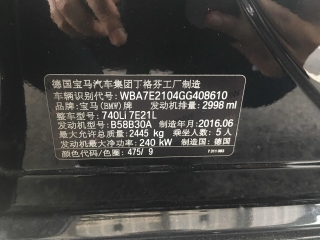 德国宝马汽车集团丁格芬工厂制造
车辆识别代号: WBA7E2104GG408610
品牌:宝马(BMW)牌 发动机排量: 2998 ml
整车型号: 740Li 7E21L
发动机型号: B58B30A 制造年月: 2016.06
最大允许总质量: 2445 kg 乘坐人数: 5 人
发动机最大净功率: 240 kW 制造国: 德国
颜色代码/色圈: 475/ 9